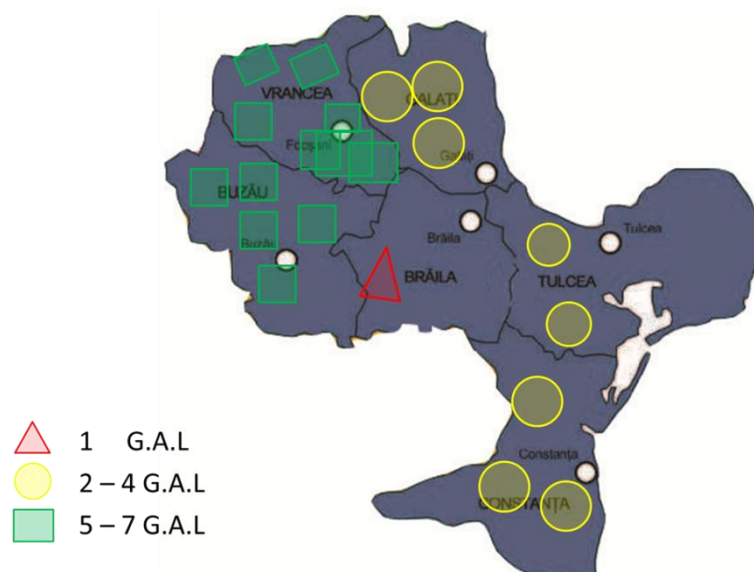 VRANCEA
GALAȚI
Focșani
Galați
BUZĂU
Buzău
Brăila
BRĂILA
Tulcea
TULCEA
Constanța
CONSTANȚA
1 G.A.L
2 – 4 G.A.L
5 – 7 G.A.L